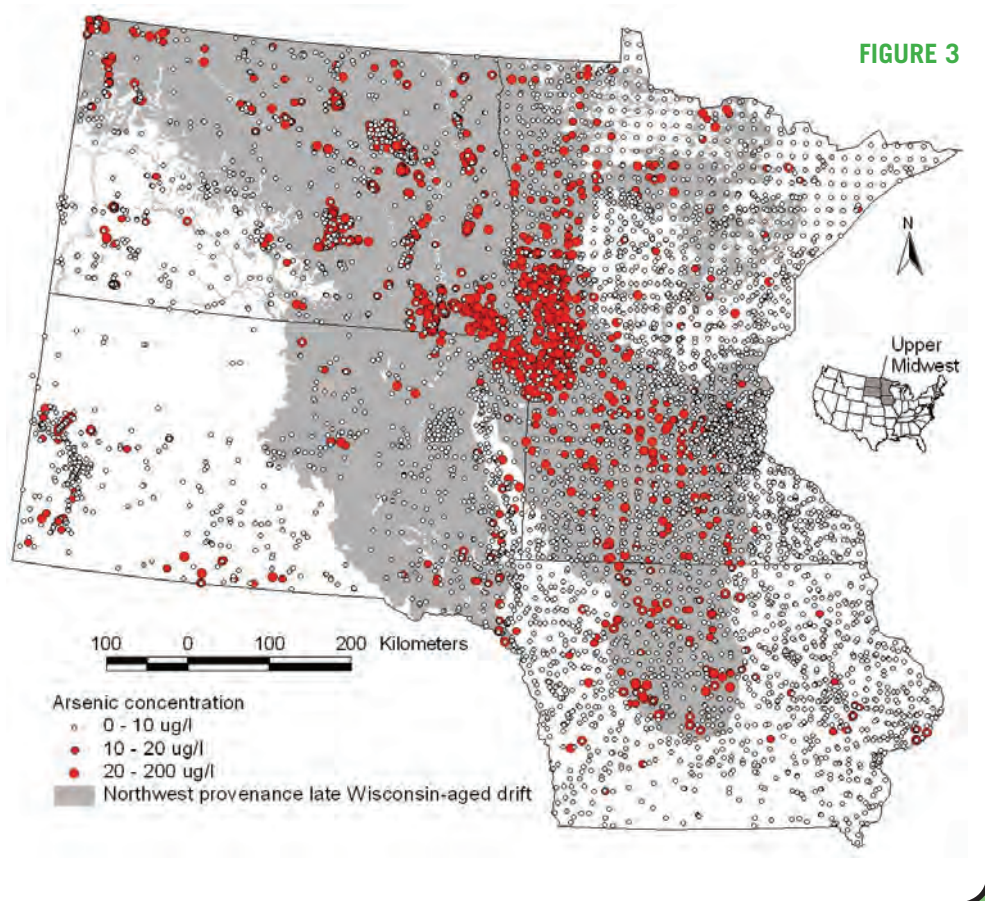 FIGURE 3
N
Upper
Midwest
100 0 100 200 Kilometers
Arsenic concentration
0 - 10 ug/l
10 - 20 ug/l
20 - 200 ug/l
Northwest provenance late Wisconsin-aged drift